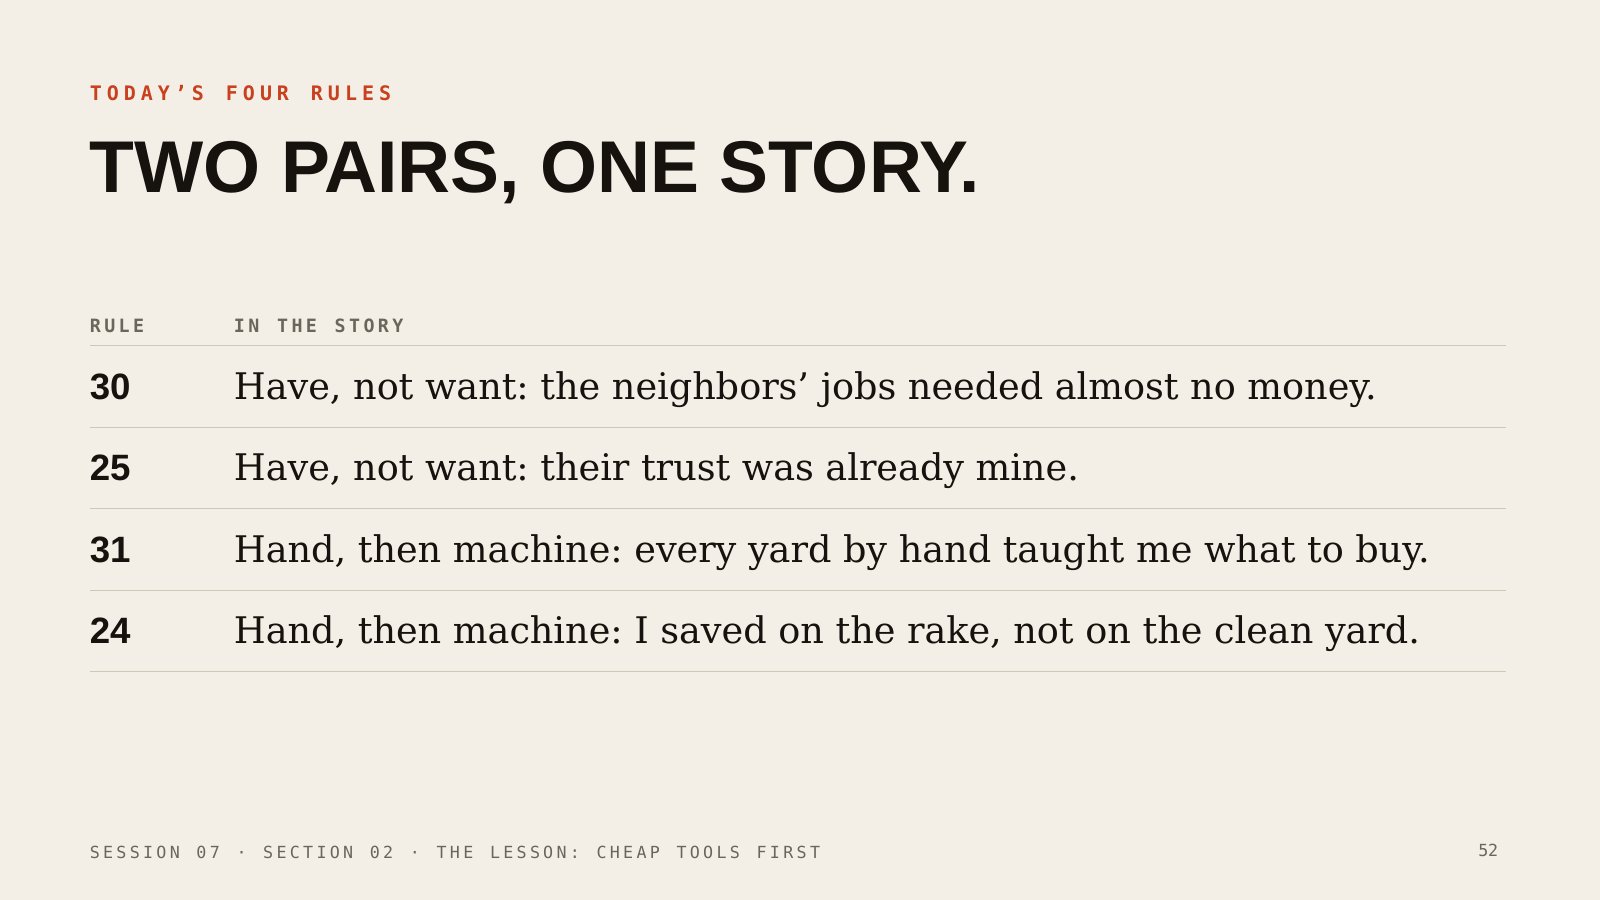 TODAY’S FOUR RULES
TWO PAIRS, ONE STORY.
RULE IN THE STORY
30 Have, not want: the neighbors’ jobs needed almost no money.
25 Have, not want: their trust was already mine.
31 Hand, then machine: every yard by hand taught me what to buy.
24 Hand, then machine: I saved on the rake, not on the clean yard.
SESSION 07 · SECTION 02 · THE LESSON: CHEAP TOOLS FIRST 52